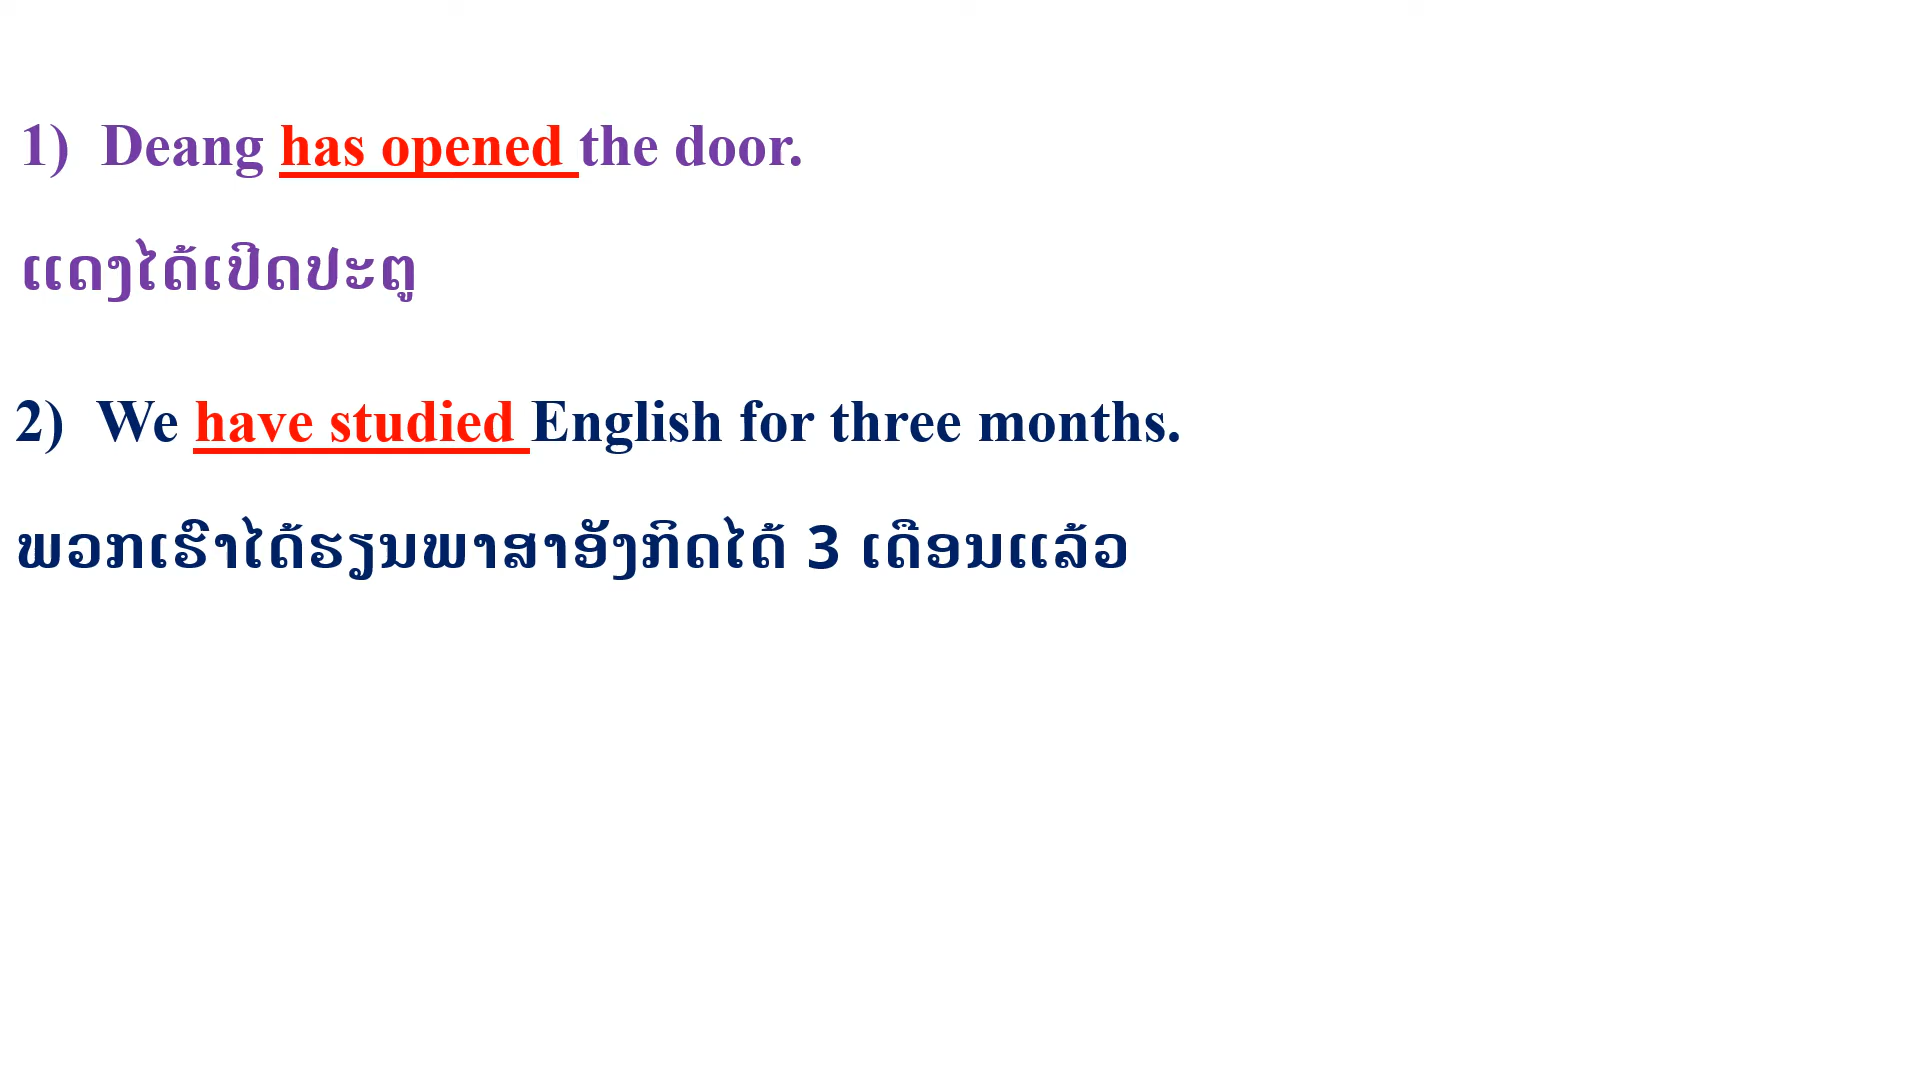 1) Deang has opened the door.
ແດງໄດ້ເປີດປະຕູ
2) We have studied English for three months.
ພວກເຮົາໄດ້ຮຽນພາສາອັງກິດໄດ້ 3 ເດືອນແລ້ວ